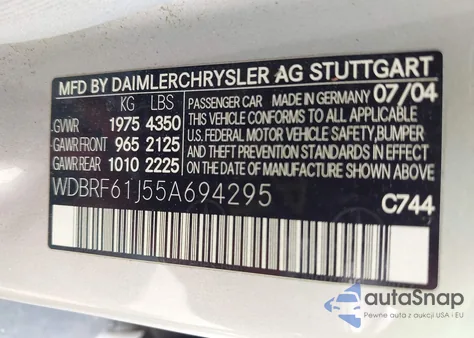 MFD BY DAIMLERCHRYSLER AG STUTTGART
KG LBS
GVWR 1975 4350
GAWR FRONT 965 2125
GAWR REAR 1010 2225
PASSENGER CAR MADE IN GERMANY 07/04
THIS VEHICLE CONFORMS TO ALL APPLICABLE
U.S. FEDERAL MOTOR VEHICLE SAFETY, BUMPER
AND THEFT PREVENTION STANDARDS IN EFFECT
ON THE DATE OF MANUFACTURE SHOWN ABOVE
WDBRF61J55A694295
C744
autoSnap
Pewne auta z aukcji USA i EU